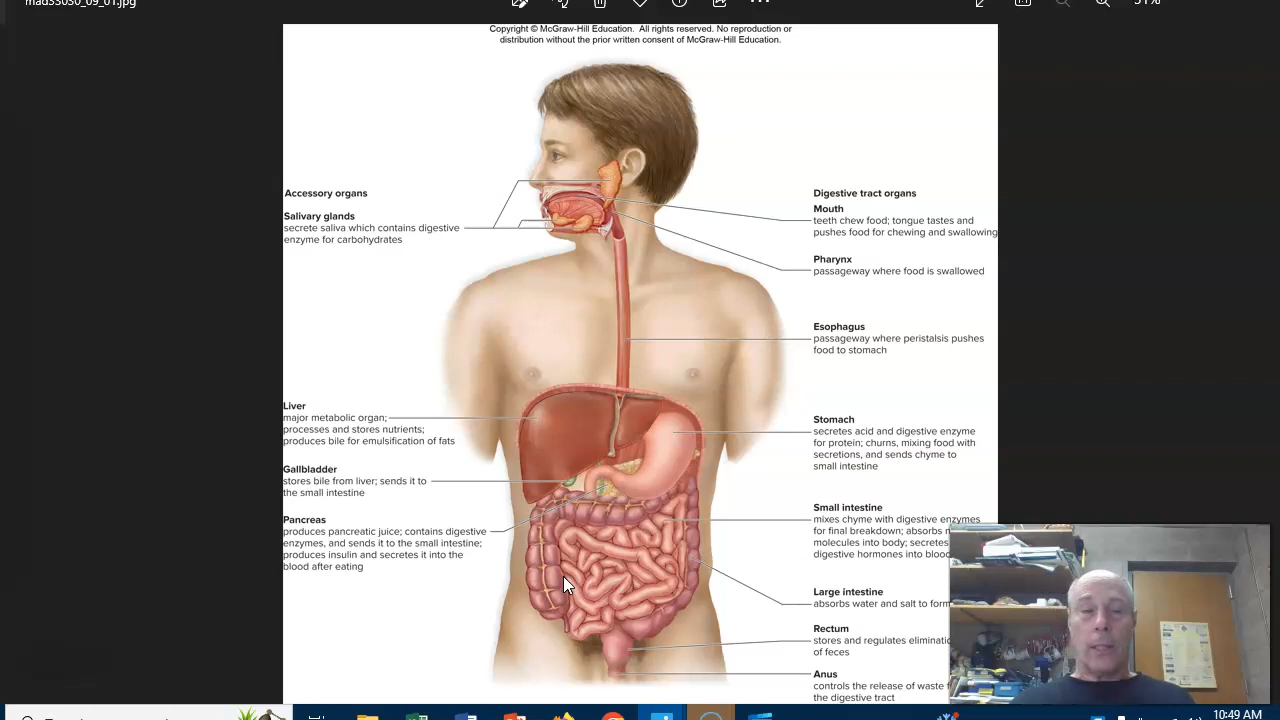 mad33030_09_01.jpg
Copyright © McGraw-Hill Education. All rights reserved. No reproduction or
distribution without the prior written consent of McGraw-Hill Education.
Accessory organs
Salivary glands
secrete saliva which contains digestive
enzyme for carbohydrates
Liver
major metabolic organ;
processes and stores nutrients;
produces bile for emulsification of fats
Gallbladder
stores bile from liver; sends it to
the small intestine
Pancreas
produces pancreatic juice; contains digestive
enzymes, and sends it to the small intestine;
produces insulin and secretes it into the
blood after eating
Digestive tract organs
Mouth
teeth chew food; tongue tastes and
pushes food for chewing and swallowing
Pharynx
passageway where food is swallowed
Esophagus
passageway where peristalsis pushes
food to stomach
Stomach
secretes acid and digestive enzyme
for protein; churns, mixing food with
secretions, and sends chyme to
small intestine
Small intestine
mixes chyme with digestive enzymes
for final breakdown; absorbs
molecules into body; secretes
digestive hormones into
Large intestine
absorbs water and salt to form
Rectum
stores and regulates
of feces
Anus
controls the release of waste
the digestive tract
10:49 AM